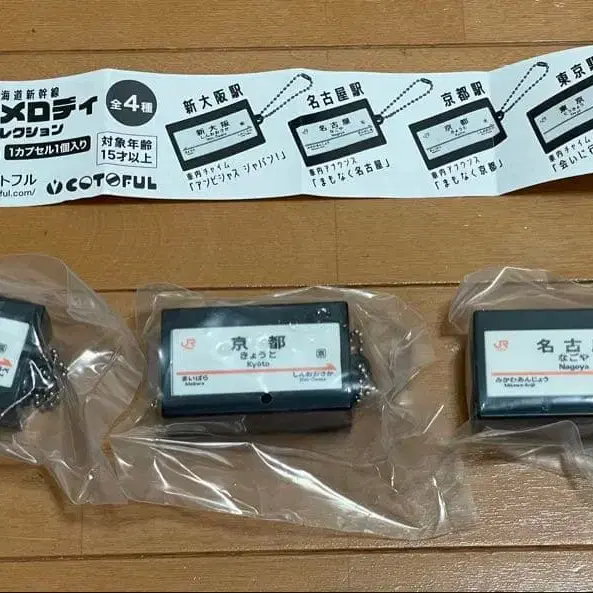 海道新幹線
メロディ
レクション
全4種
1カプセル1個入り
対象年齢
15才以上
トフル
COTOFUL
ful.com/
新大阪駅
新大阪
車内チャイム
「アンビシャス ジャパン!」
名古屋駅
名古屋
車内アナウンス
「まもなく名古屋」
京都駅
京都
車内アナウンス
「まもなく京都」
東京駅
東京
車内チャイム
「会いに行
JR
京都
きょうと
Kyōto
まいばら
Maibara
しんおおさか
Shin-Ōsaka
JR
名古
なごや
Nagoya
みかわあんじょう
Mikawa-Anjō